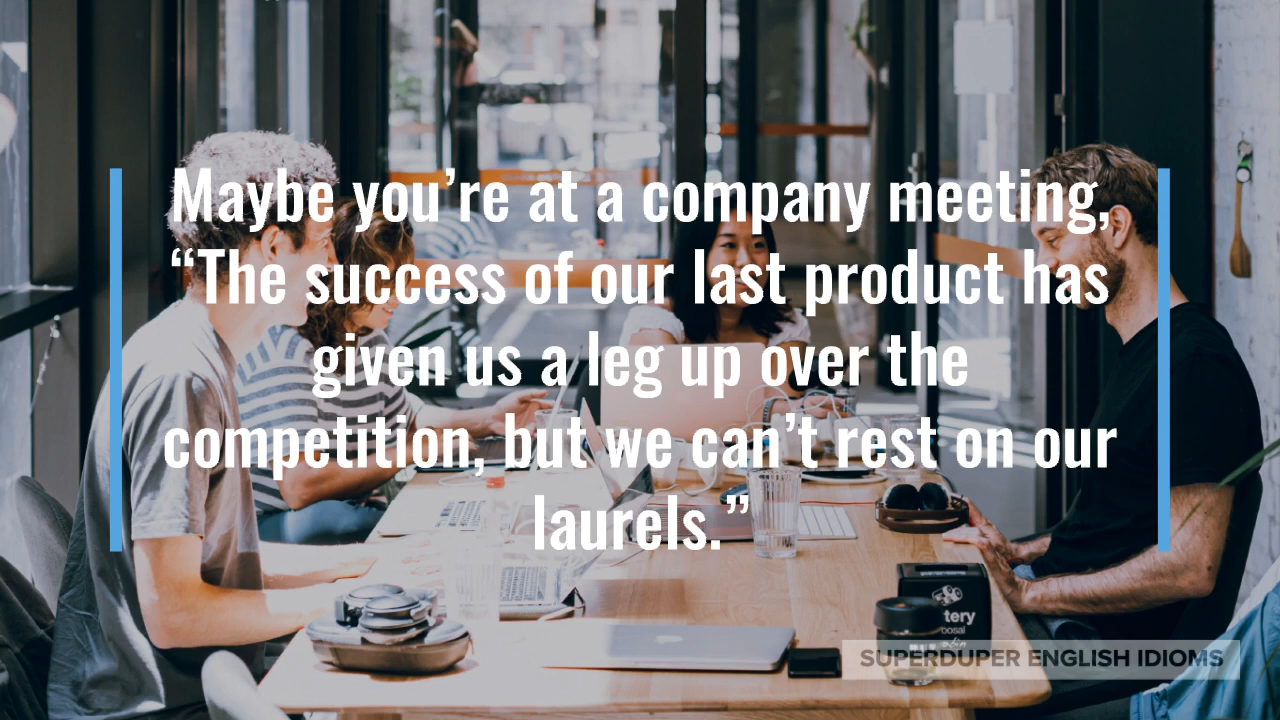 Maybe you’re at a company meeting,
“The success of our last product has
given us a leg up over the
competition, but we can’t rest on our
laurels.”
tery
SUPERDUPER ENGLISH IDIOMS